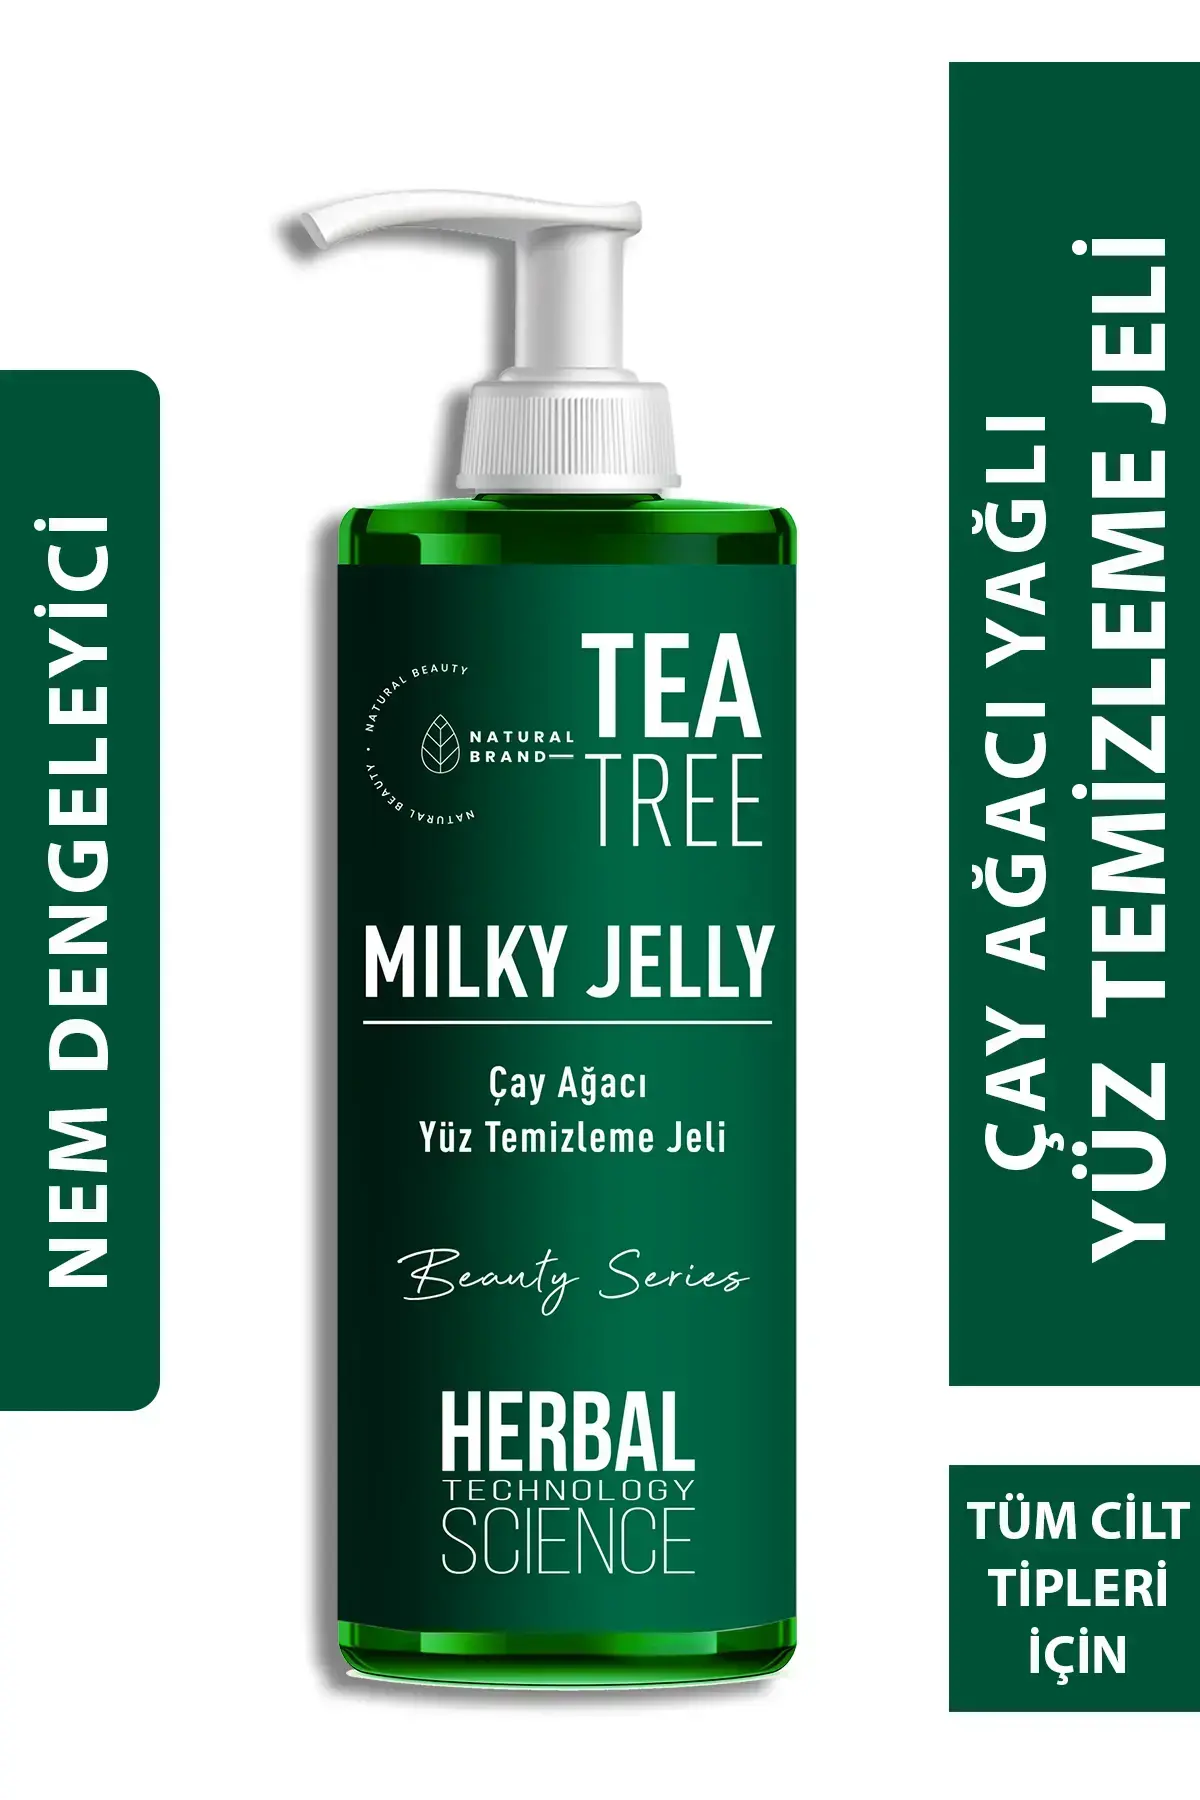 NEM DENGELEYİCİ
NATURAL BEAUTY • NATURAL BEAUTY
NATURAL
BRAND
TEA
TREE
MILKY JELLY
Çay Ağacı
Yüz Temizleme Jeli
Beauty Series
HERBAL
TECHNOLOGY
SCIENCE
ÇAY AĞACI YAĞLI
YÜZ TEMİZLEME JELİ
TÜM CİLT
TİPLERİ
İÇİN